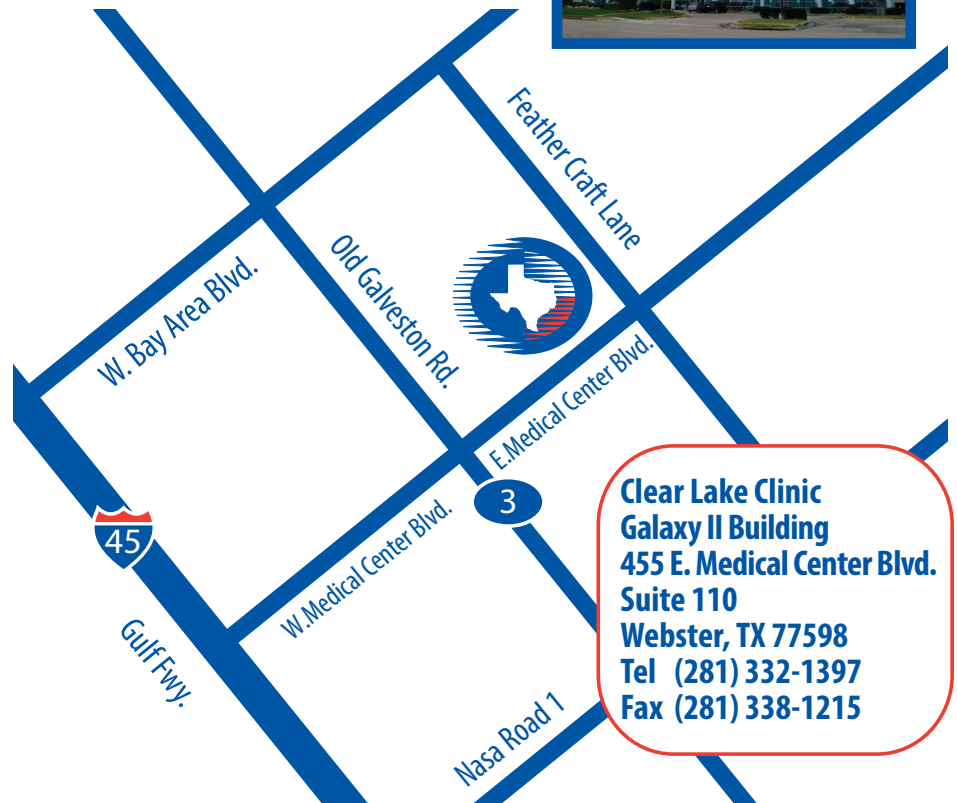 Feather Craft Lane
Old Galveston Rd.
W. Bay Area Blvd.
E.Medical Center Blvd.
3
W.Medical Center Blvd.
45
Gulf Fwy.
Nasa Road 1
Clear Lake Clinic
Galaxy II Building
455 E. Medical Center Blvd.
Suite 110
Webster, TX 77598
Tel (281) 332-1397
Fax (281) 338-1215